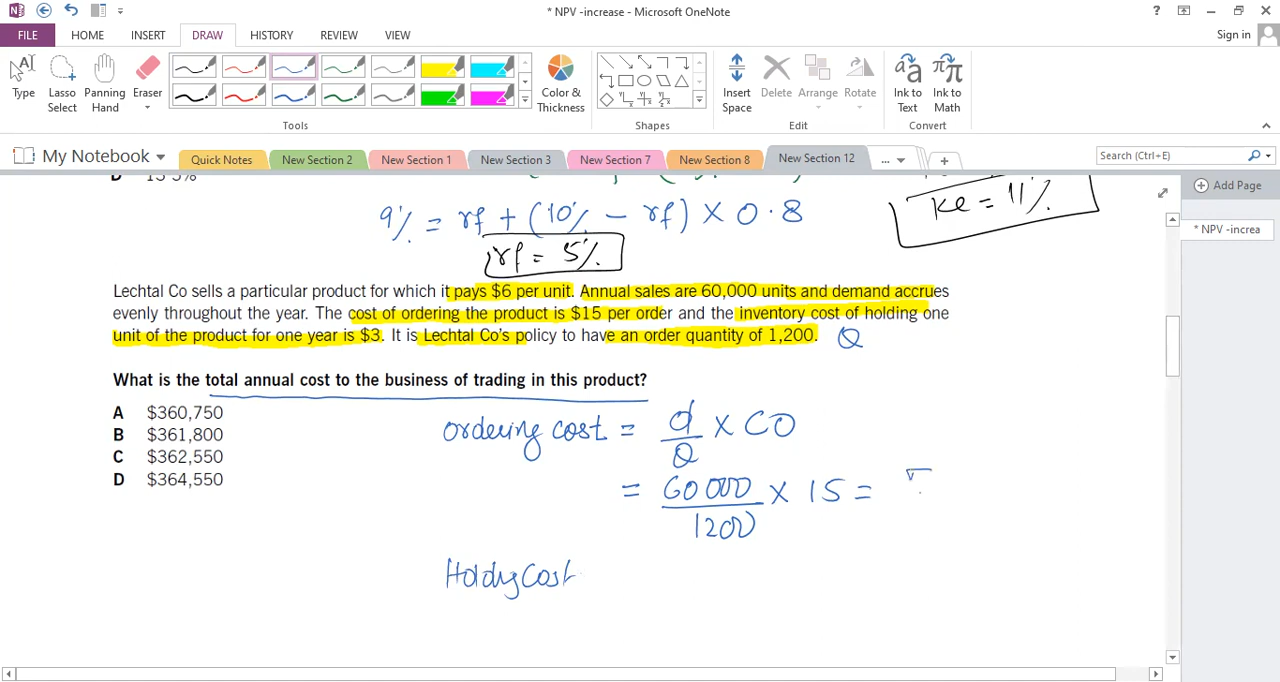 * NPV -increase - Microsoft OneNote
FILE HOME INSERT DRAW HISTORY REVIEW VIEW Sign in
Type Lasso Select Panning Hand Eraser Color & Thickness Insert Space Delete Arrange Rotate Ink to Text Ink to Math
Tools Shapes Edit Convert
My Notebook Quick Notes New Section 2 New Section 1 New Section 3 New Section 7 New Section 8 New Section 12 ... + Search (Ctrl+E)
Add Page
* NPV -increa
ke = 11%
9% = rf + (10% - rf) X 0.8
rf = 5%
Lechtal Co sells a particular product for which it pays $6 per unit. Annual sales are 60,000 units and demand accrues
evenly throughout the year. The cost of ordering the product is $15 per order and the inventory cost of holding one
unit of the product for one year is $3. It is Lechtal Co's policy to have an order quantity of 1,200. Q
What is the total annual cost to the business of trading in this product?
A $360,750
B $361,800
C $362,550
D $364,550
ordering cost = d/Q X CO
= 60000/1200 X 15 =
Holdig Cost